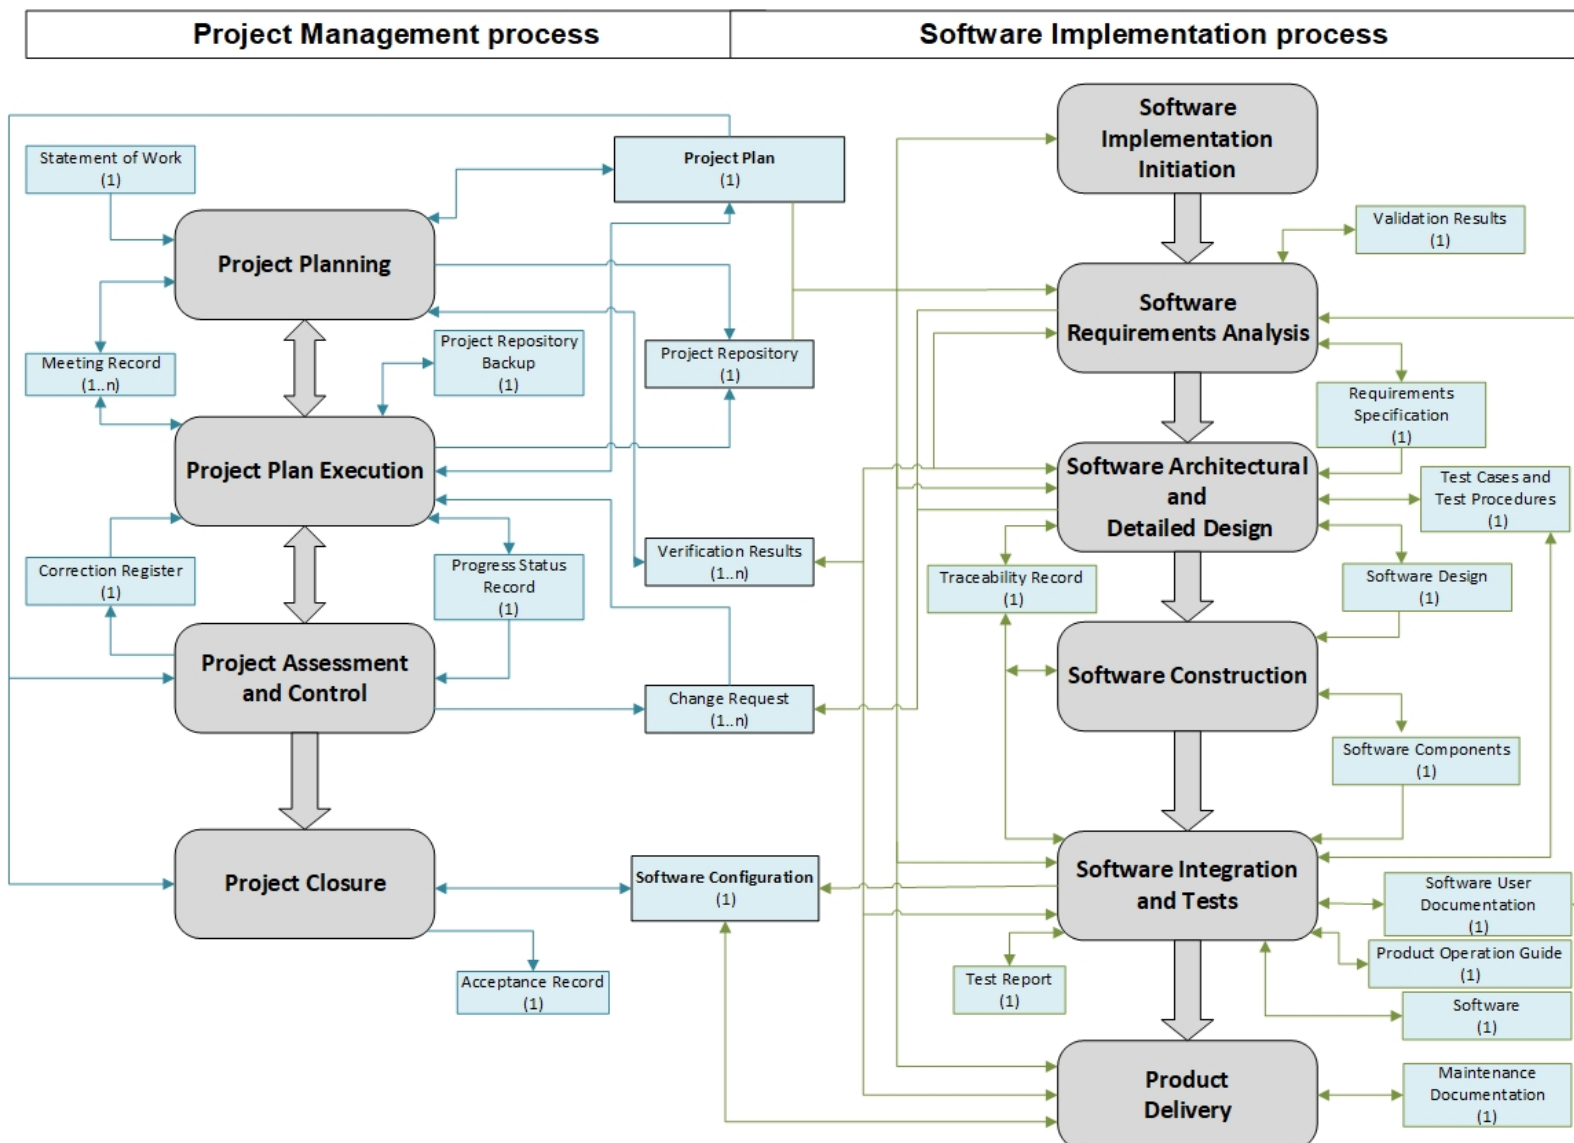 Project Management process
Software Implementation process
Statement of Work
(1)
Project Plan
(1)
Software
Implementation
Initiation
Validation Results
(1)
Project Planning
Software
Requirements Analysis
Meeting Record
(1..n)
Project Repository
Backup
(1)
Project Repository
(1)
Requirements
Specification
(1)
Project Plan Execution
Software Architectural
and
Detailed Design
Test Cases and
Test Procedures
(1)
Correction Register
(1)
Progress Status
Record
(1)
Verification Results
(1..n)
Traceability Record
(1)
Software Design
(1)
Project Assessment
and Control
Change Request
(1..n)
Software Construction
Software Components
(1)
Project Closure
Software Configuration
(1)
Software Integration
and Tests
Software User
Documentation
(1)
Product Operation Guide
(1)
Acceptance Record
(1)
Test Report
(1)
Software
(1)
Product
Delivery
Maintenance
Documentation
(1)